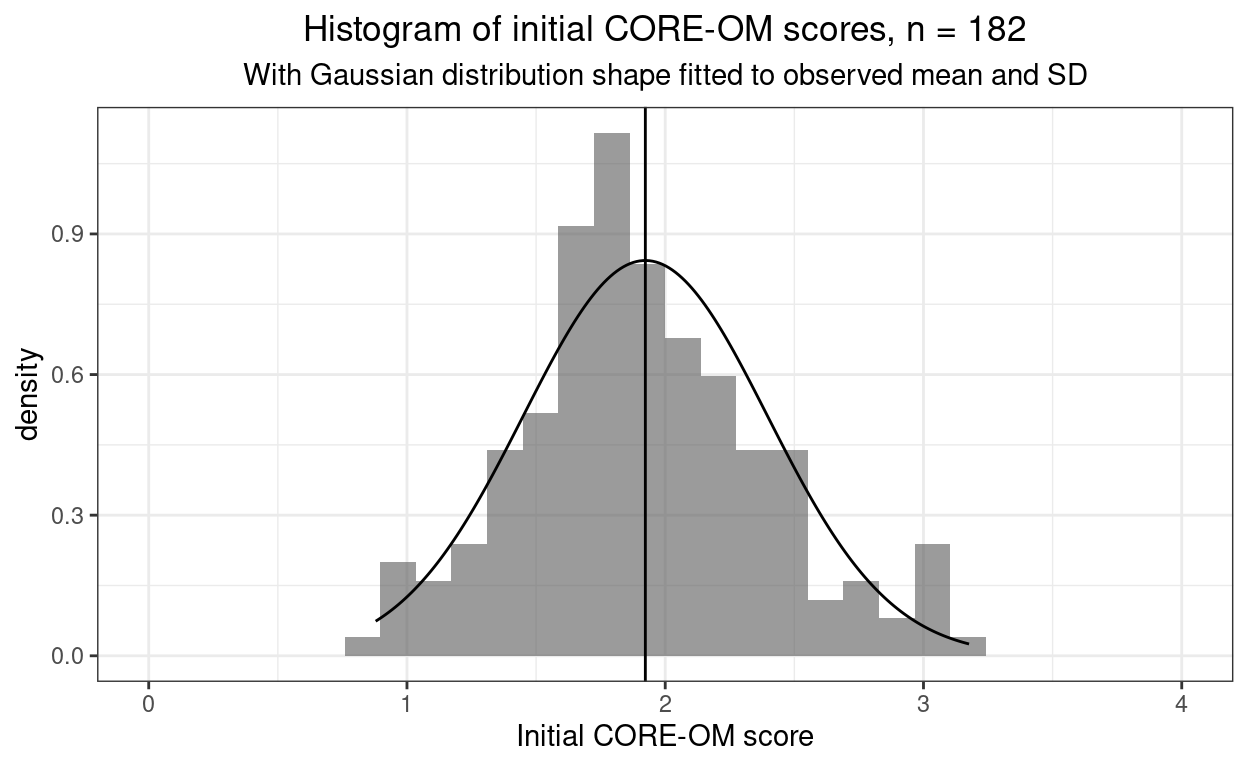 Histogram of initial CORE-OM scores, n = 182
With Gaussian distribution shape fitted to observed mean and SD
density
0.9
0.6
0.3
0.0
0 1 2 3 4
Initial CORE-OM score